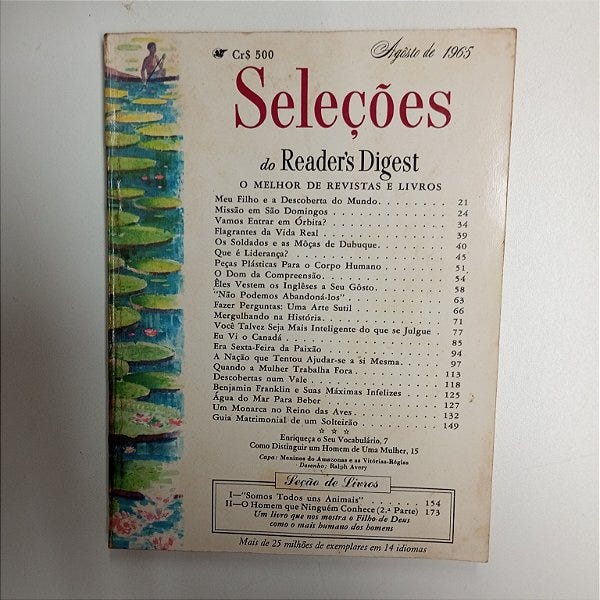 Cr$ 500
Agôsto de 1965
Seleções
do Reader's Digest
O MELHOR DE REVISTAS E LIVROS
Meu Filho e a Descoberta do Mundo. . . . . . . . . 21
Missão em São Domingos . . . . . . . . . . . . 24
Vamos Entrar em Órbita? . . . . . . . . . . . . 34
Flagrantes da Vida Real . . . . . . . . . . . . 39
Os Soldados e as Môças de Dubuque. . . . . . . . 40
Que é Liderança? . . . . . . . . . . . . . . 45
Peças Plásticas Para o Corpo Humano . . . . . . . 51
O Dom da Compreensão. . . . . . . . . . . . . 54
Êles Vestem os Inglêses a Seu Gôsto. . . . . . . . 58
"Não Podemos Abandoná-los" . . . . . . . . . . 63
Fazer Perguntas: Uma Arte Sutil . . . . . . . . . 66
Mergulhando na História. . . . . . . . . . . . 71
Você Talvez Seja Mais Inteligente do que se Julgue . . 77
Eu Vi o Canadá . . . . . . . . . . . . . . . 85
Era Sexta-Feira da Paixão . . . . . . . . . . . 94
A Nação que Tentou Ajudar-se a si Mesma. . . . . . 97
Quando a Mulher Trabalha Fora . . . . . . . . . 113
Descobertas num Vale . . . . . . . . . . . . . 118
Benjamin Franklin e Suas Máximas Infelizes . . . . . 125
Água do Mar Para Beber . . . . . . . . . . . . 127
Um Monarca no Reino das Aves. . . . . . . . . . 132
Guia Matrimonial de um Solteirão . . . . . . . . 149
☆ ☆ ☆
Enriqueça o Seu Vocabulário, 7
Como Distinguir um Homem de Uma Mulher, 15
Capa: Meninos do Amazonas e as Vitórias-Régias
Desenho: Ralph Avery
Seção de Livros
I—"Somos Todos uns Animais" . . . . . . 154
II—O Homem que Ninguém Conhece (2.ª Parte) 173
Um livro que nos mostra o Filho de Deus
como o mais humano dos homens
Mais de 25 milhões de exemplares em 14 idiomas